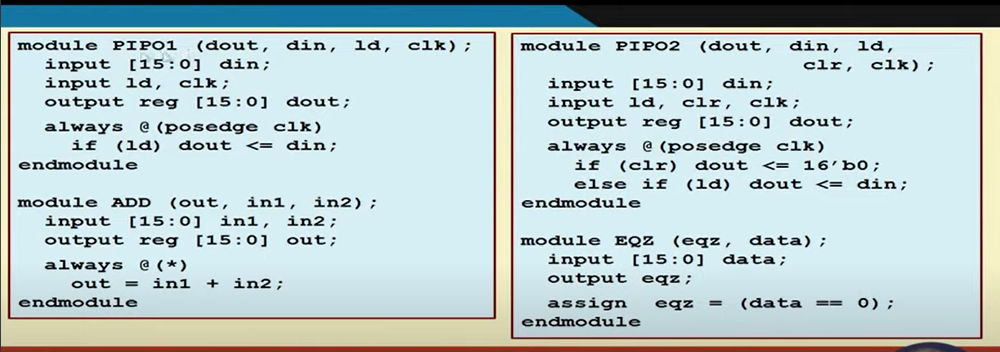 module PIPO1 (dout, din, ld, clk);
input [15:0] din;
input ld, clk;
output reg [15:0] dout;
always @(posedge clk)
if (ld) dout <= din;
endmodule
module ADD (out, in1, in2);
input [15:0] in1, in2;
output reg [15:0] out;
always @(*)
out = in1 + in2;
endmodule
module PIPO2 (dout, din, ld,
clr, clk);
input [15:0] din;
input ld, clr, clk;
output reg [15:0] dout;
always @(posedge clk)
if (clr) dout <= 16'b0;
else if (ld) dout <= din;
endmodule
module EQZ (eqz, data);
input [15:0] data;
output eqz;
assign eqz = (data == 0);
endmodule